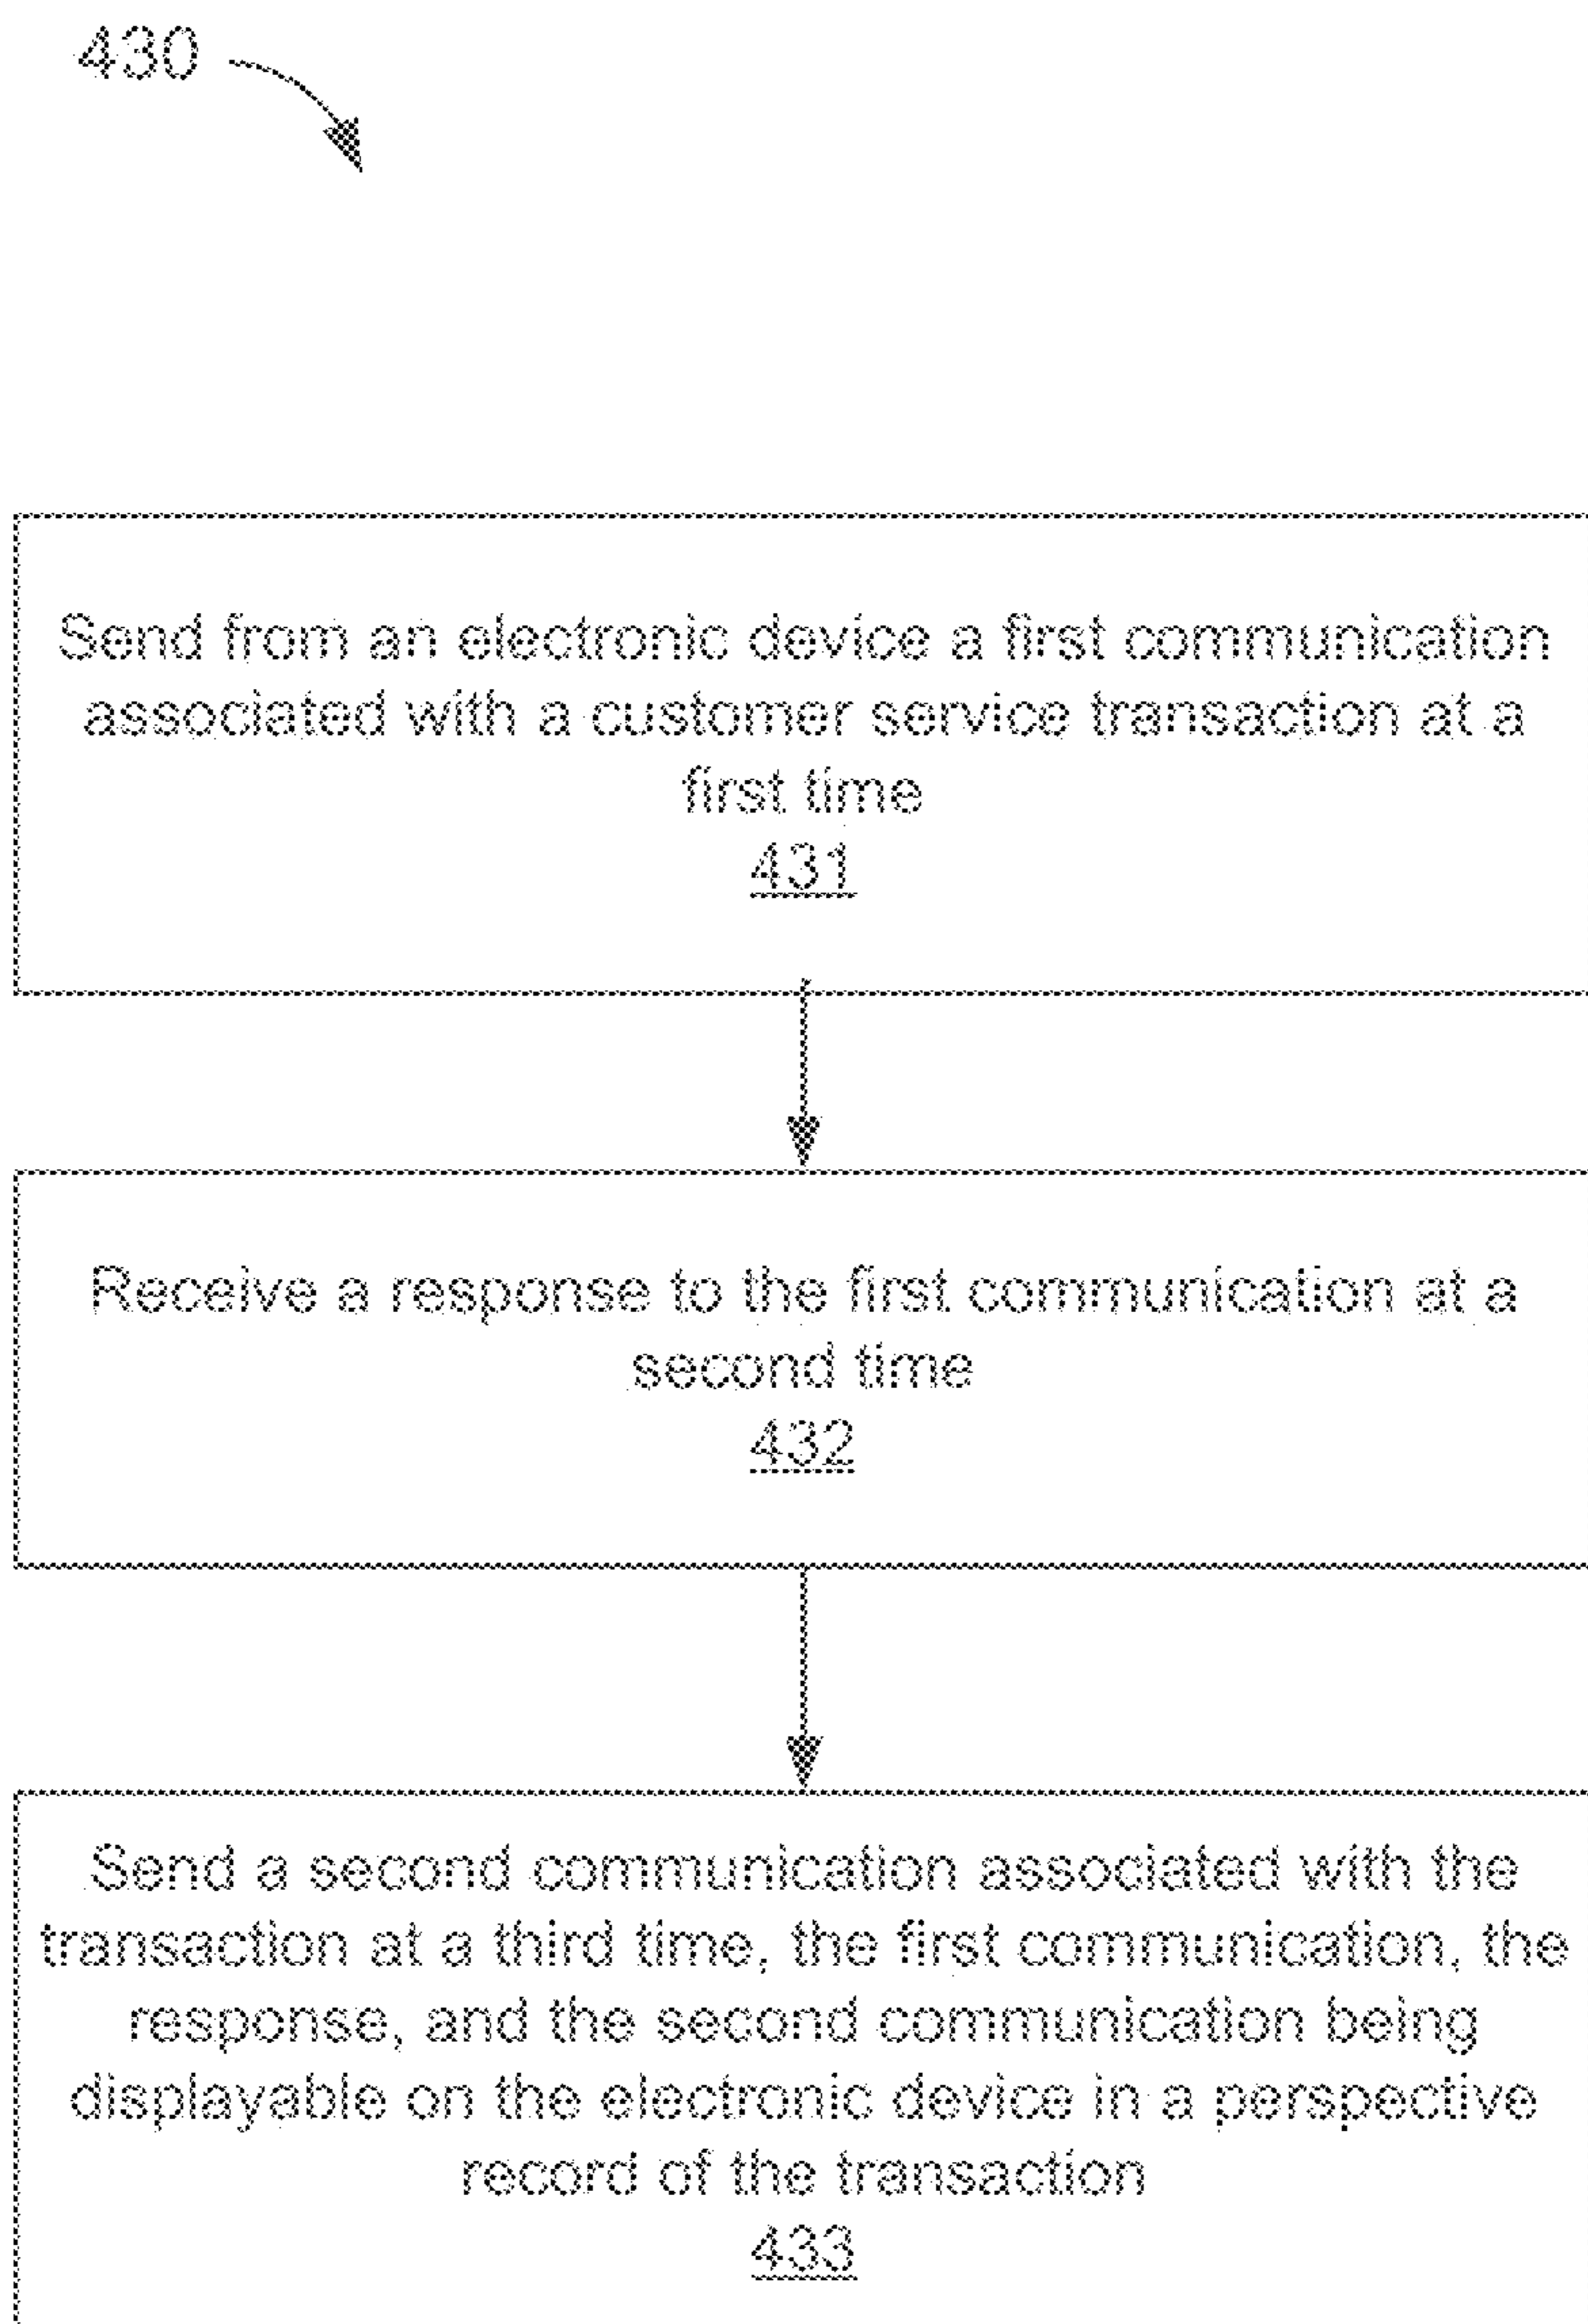 430
Send from an electronic device a first communication
associated with a customer service transaction at a
first time
431
Receive a response to the first communication at a
second time
432
Send a second communication associated with the
transaction at a third time, the first communication, the
response, and the second communication being
displayable on the electronic device in a perspective
record of the transaction
433